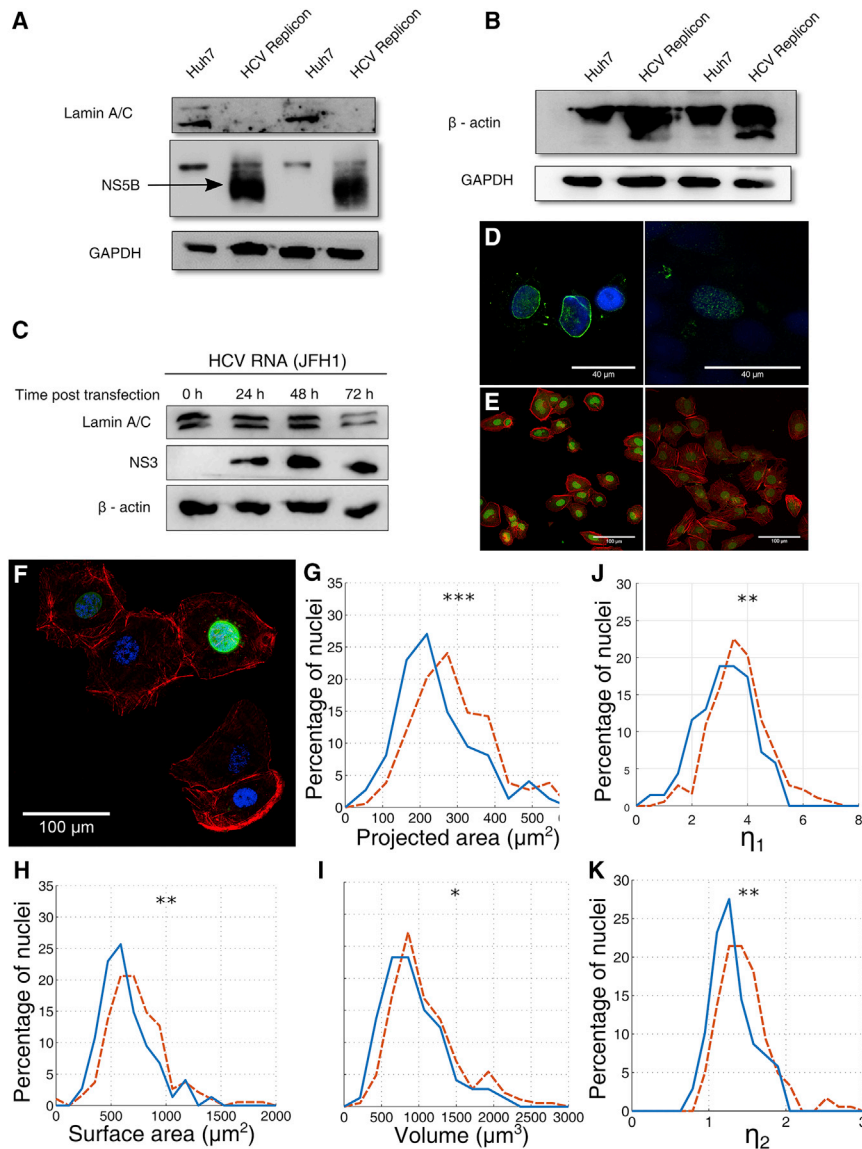 A
Huh7 HCV Replicon Huh7 HCV Replicon
Lamin A/C
NS5B
GAPDH
B
Huh7 HCV Replicon Huh7 HCV Replicon
β - actin
GAPDH
C
HCV RNA (JFH1)
Time post transfection 0 h 24 h 48 h 72 h
Lamin A/C
NS3
β - actin
D
40 μm 40 μm
E
100 μm 100 μm
F
100 μm
G
***
Percentage of nuclei
35
30
25
20
15
10
5
0
0 100 200 300 400 500
Projected area (μm²)
J
**
Percentage of nuclei
35
30
25
20
15
10
5
0
0 2 4 6 8
η₁
H
**
Percentage of nuclei
35
30
25
20
15
10
5
0
0 500 1000 1500 2000
Surface area (μm²)
I
*
0 500 1000 1500 2000 2500 3000
Volume (μm³)
K
**
Percentage of nuclei
35
30
25
20
15
10
5
0
0 1 2 3
η₂